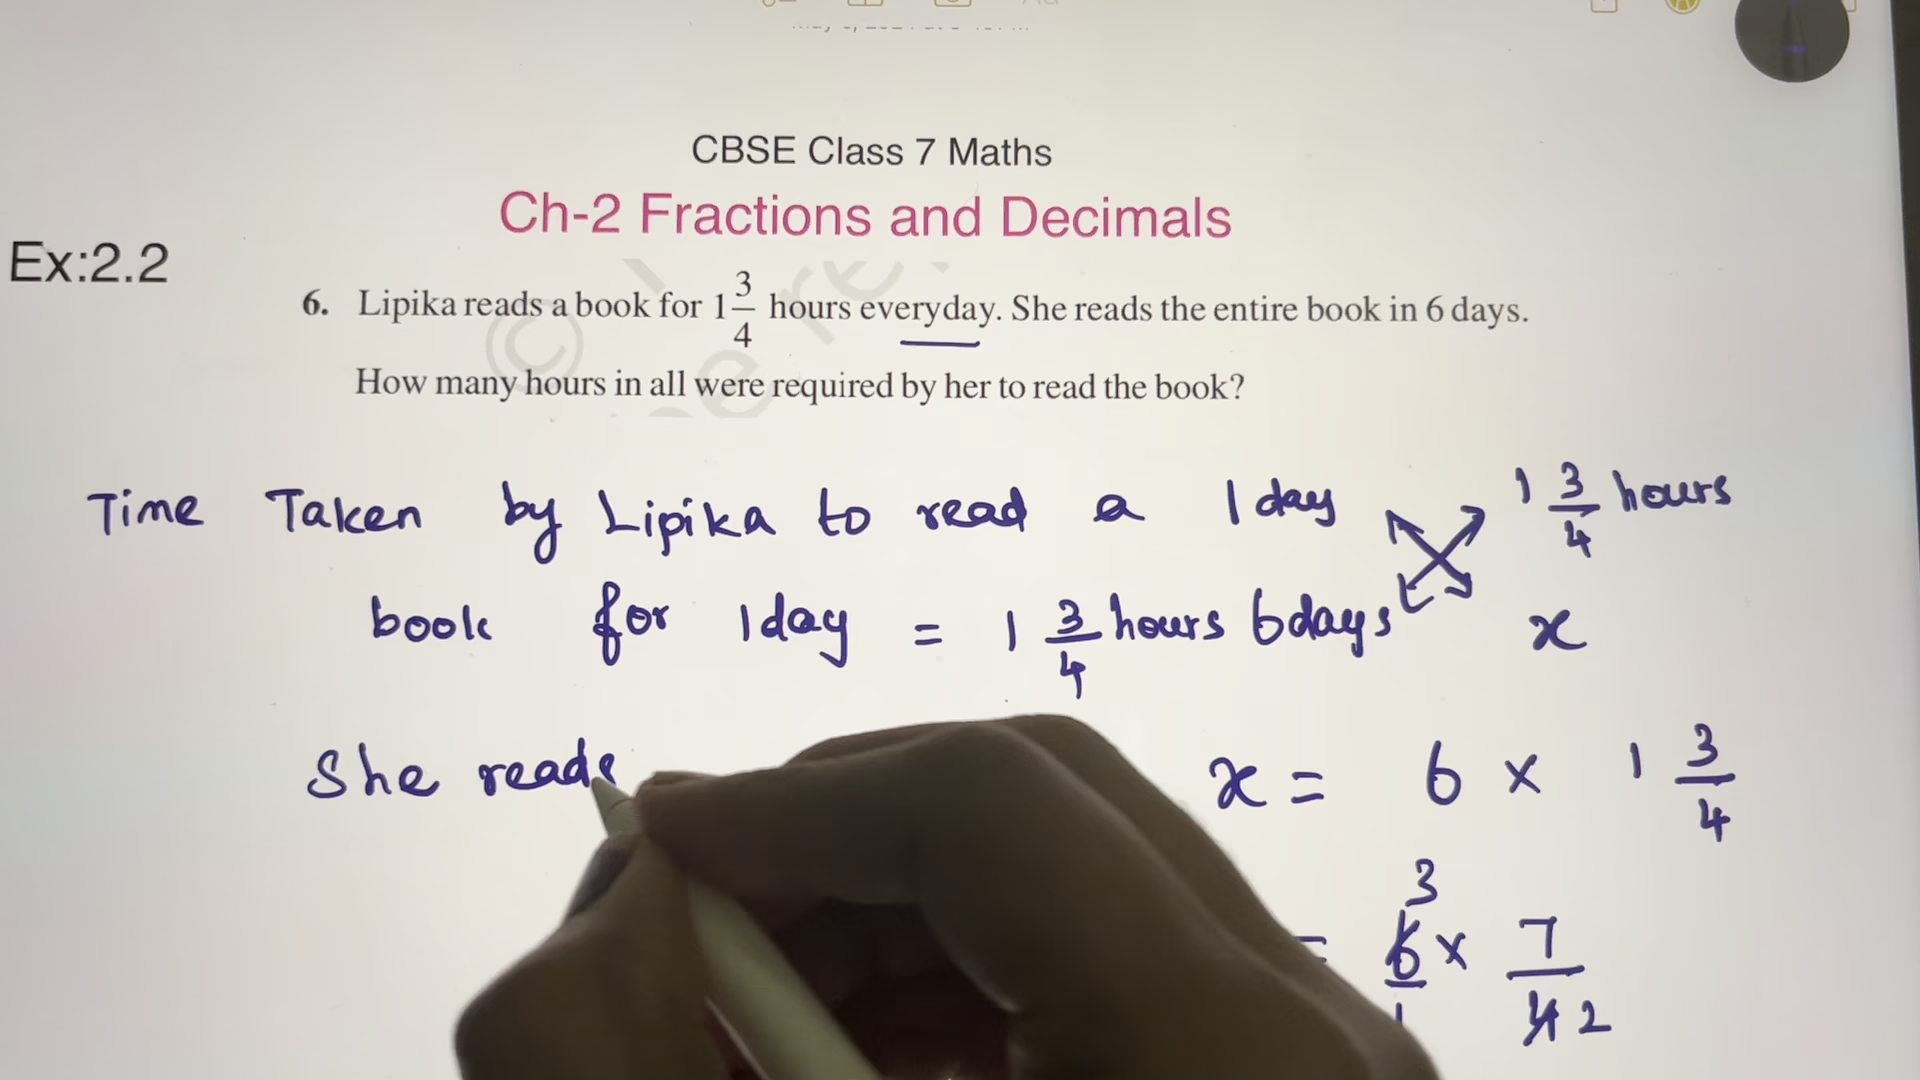 CBSE Class 7 Maths
Ch-2 Fractions and Decimals
Ex:2.2
6. Lipika reads a book for 1 3/4 hours everyday. She reads the entire book in 6 days.
How many hours in all were required by her to read the book?
Time Taken by Lipika to read a
book for 1day = 1 3/4 hours
She reads
1 day 1 3/4 hours
6days x
x = 6 x 1 3/4
= 6/1 x 7/4
3
2